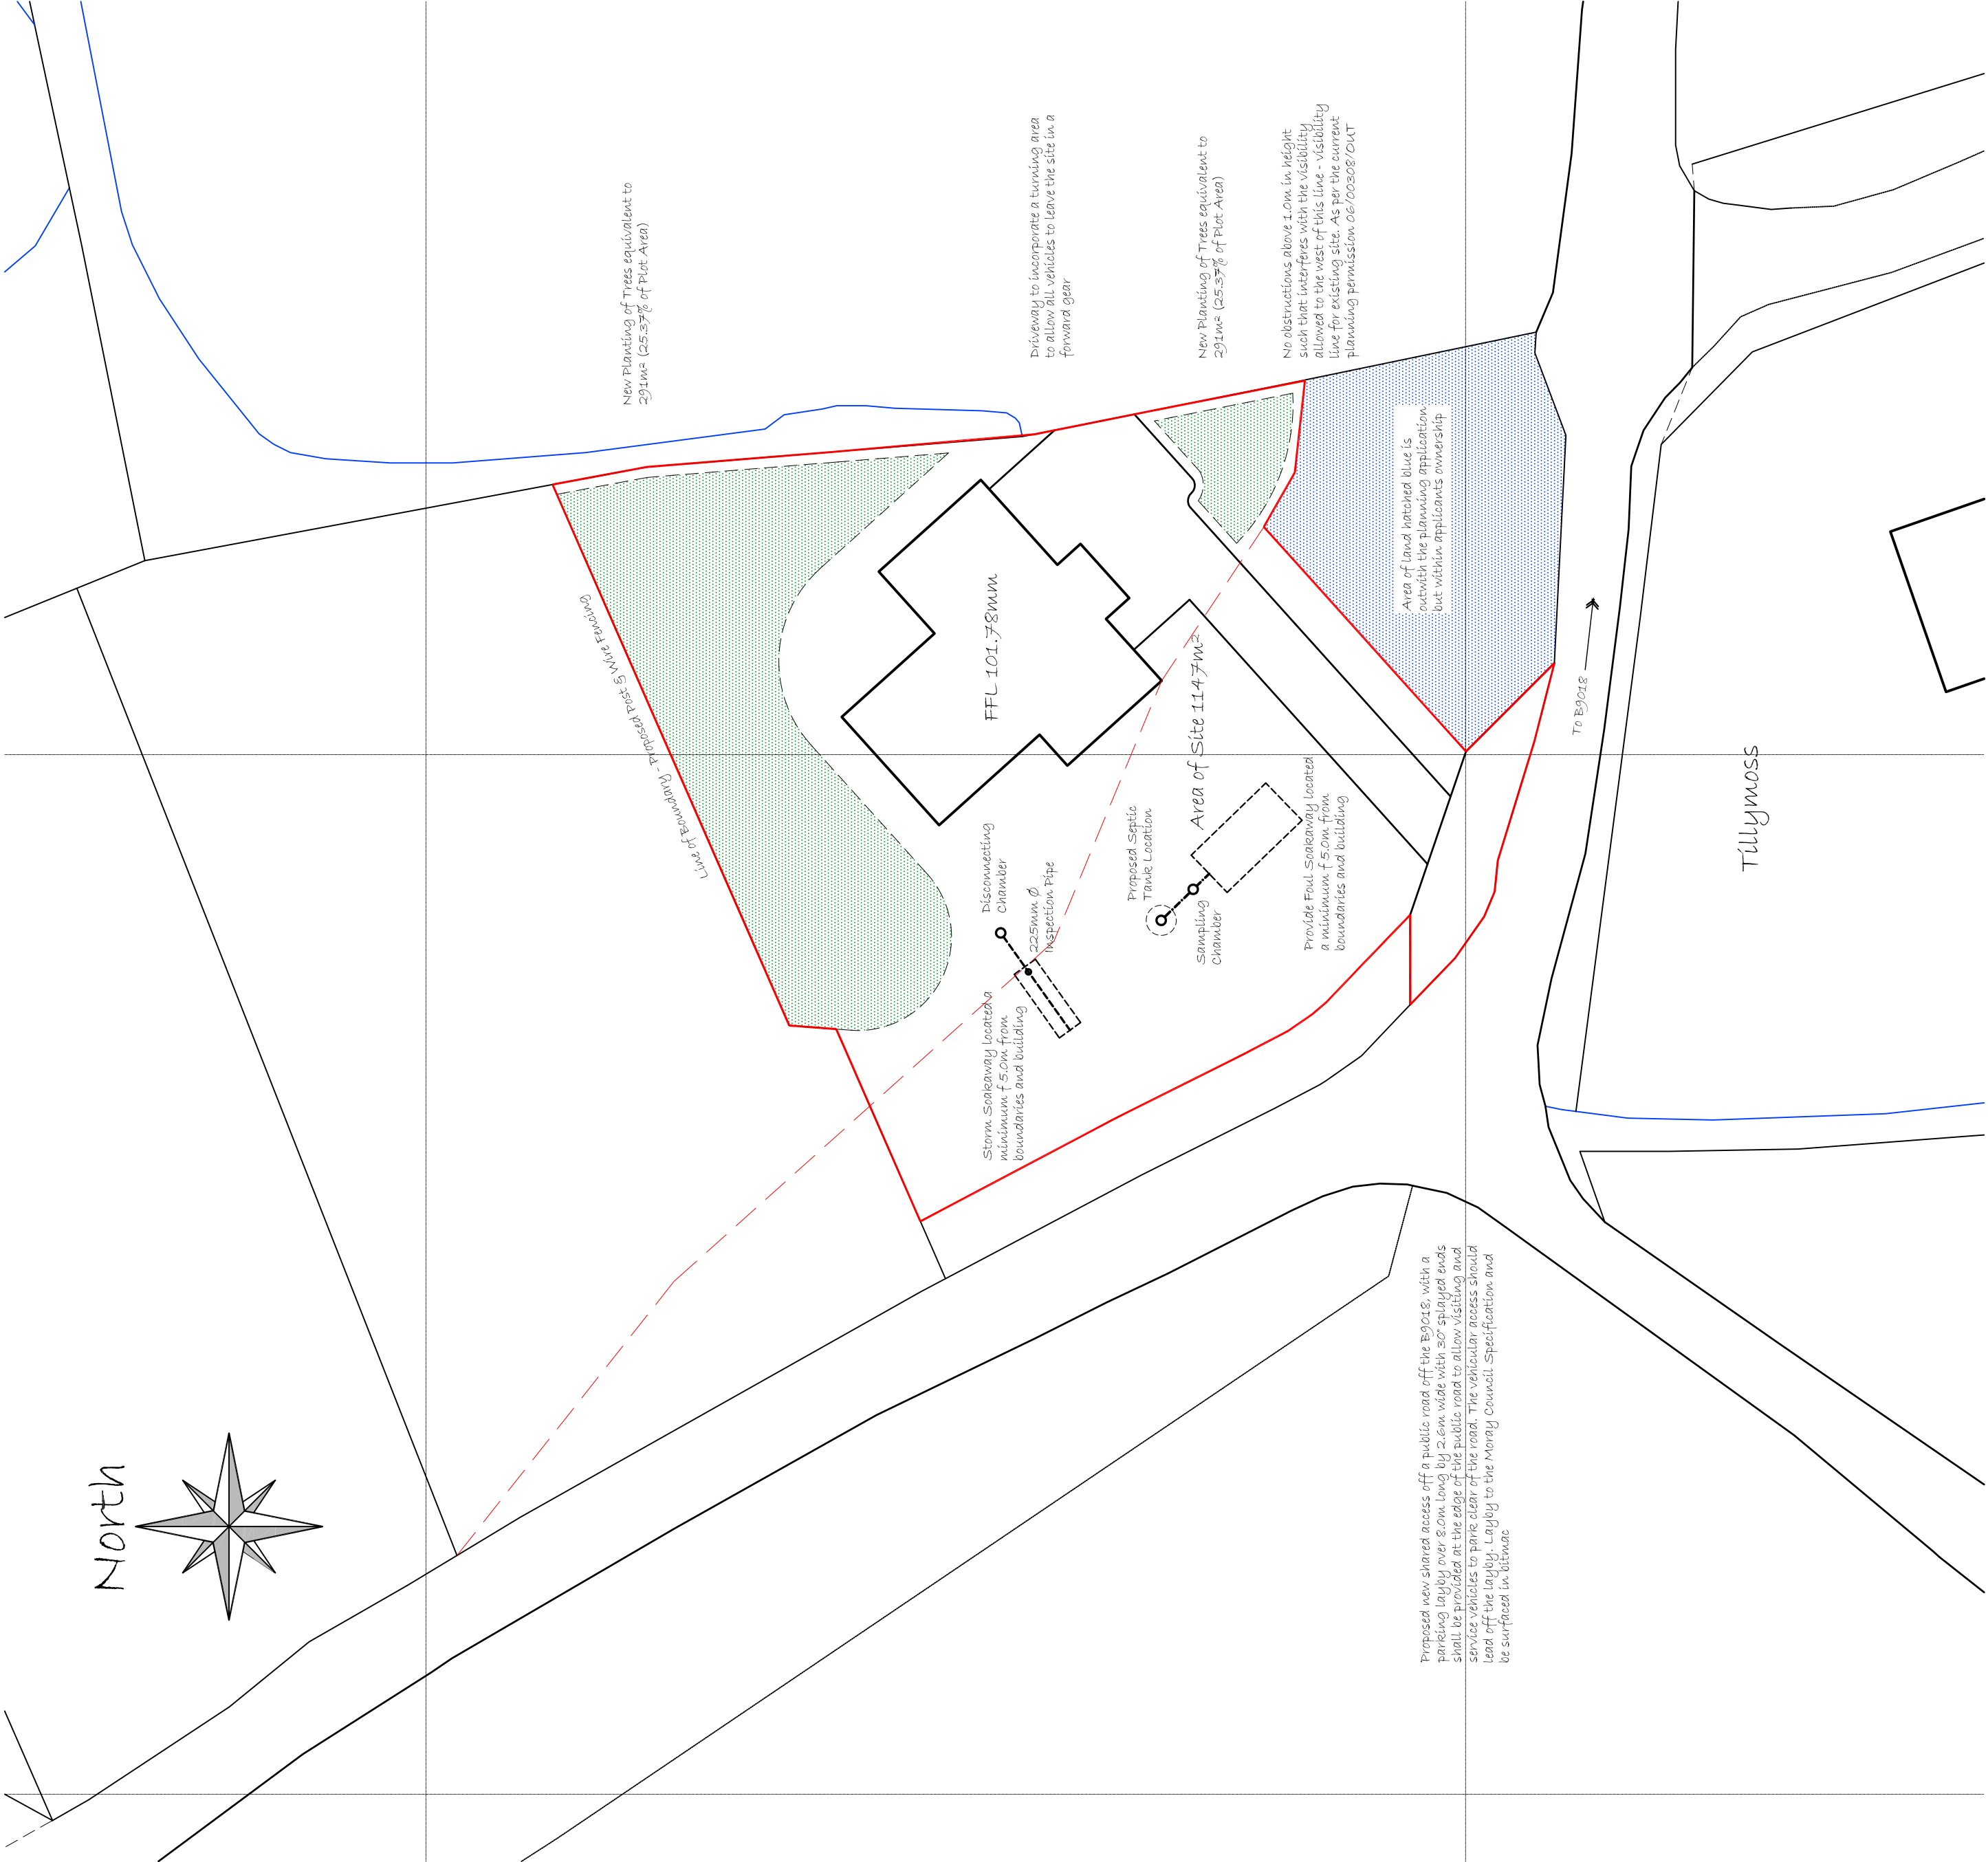 North
New Planting of Trees equivalent to
291m² (25.37% of Plot Area)
Line of Boundary - Proposed Post & Wire Fencing
FFL 101.78mm
Disconnecting
Chamber
225mm Ø
Inspection Pipe
Storm Soakaway located a
minimum f 5.0m from
boundaries and building
Driveway to incorporate a turning area
to allow all vehicles to leave the site in a
forward gear
Proposed Septic
Tank Location
Area of Site 1147m²
Sampling
Chamber
New Planting of Trees equivalent to
291m² (25.37% of Plot Area)
No obstructions above 1.0m in height
such that interferes with the visibility
allowed to the west of this line - visibility
line for existing site. As per the current
planning permission 06/00308/OUT
Provide Foul Soakaway located
a minimum f 5.0m from
boundaries and building
Area of land hatched blue is
outwith the planning application
but within applicants ownership
Proposed new shared access off a public road off the B9018, with a
parking layby over 8.0m long by 2.6m wide with 30° splayed ends
shall be provided at the edge of the public road to allow visiting and
service vehicles to park clear of the road. The vehicular access should
lead off the layby. Layby to the Moray Council Specification and
be surfaced in bitmac
To B9018
Tillymoss